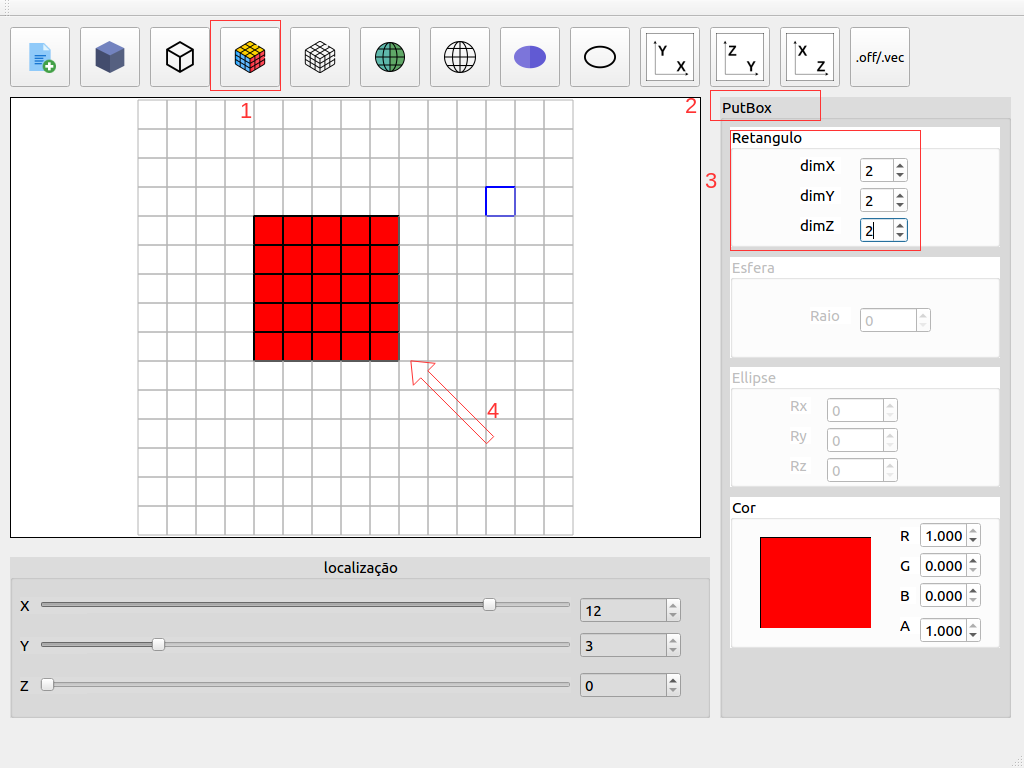 Y
X
Z
Y
X
Z
.off/.vec
1
2
PutBox
Retangulo
dimX 2
dimY 2
dimZ 2
3
Esfera
Raio 0
Ellipse
Rx 0
Ry 0
Rz 0
4
Cor
R 1.000
G 0.000
B 0.000
A 1.000
localização
X 12
Y 3
Z 0